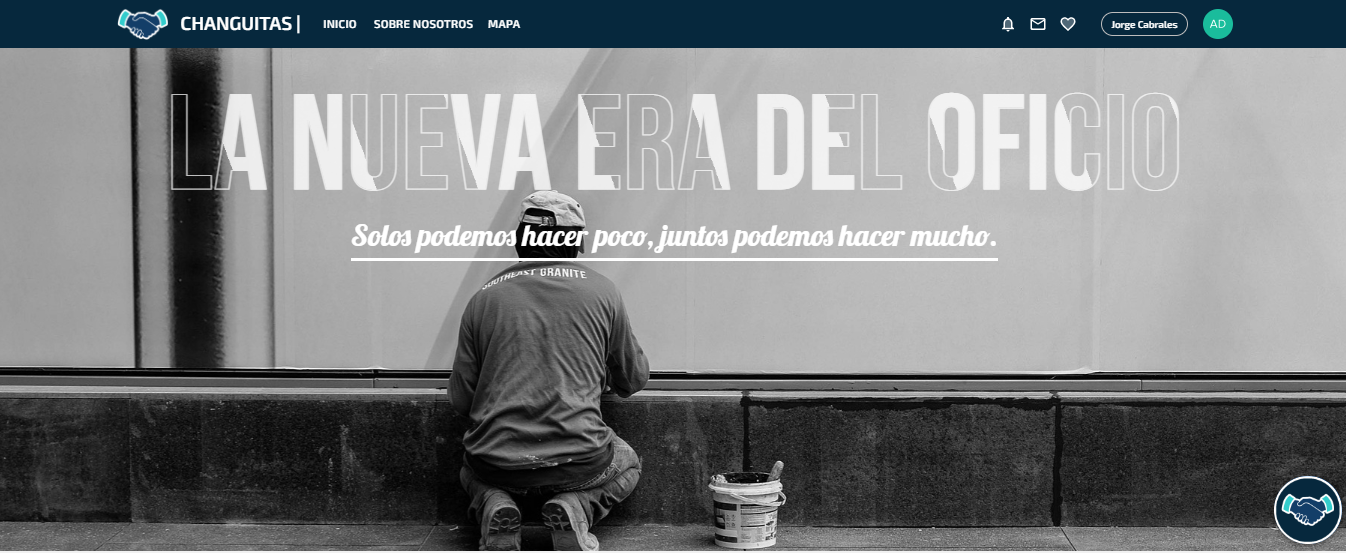 CHANGUITAS |
INICIO
SOBRE NOSOTROS
MAPA
Jorge Cabrales
AD
LA NUEVA ERA DEL OFICIO
Solos podemos hacer poco, juntos podemos hacer mucho.
SOUTHEAST GRANITE